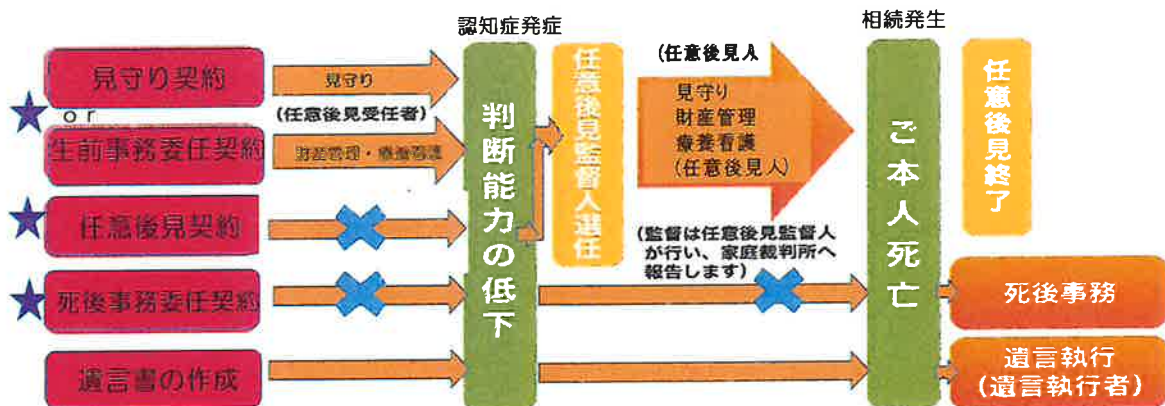 認知症発症
相続発生
見守り契約
見守り
(任意後見受任者)
or
生前事務委任契約
財産管理・療養看護
任意後見契約
死後事務委任契約
遺言書の作成
判断能力の低下
任意後見監督人選任
(任意後見人
見守り
財産管理
療養看護
(任意後見人)
(監督は任意後見監督人
が行い、家庭裁判所へ
報告します)
ご本人死亡
任意後見終了
死後事務
遺言執行
(遺言執行者)